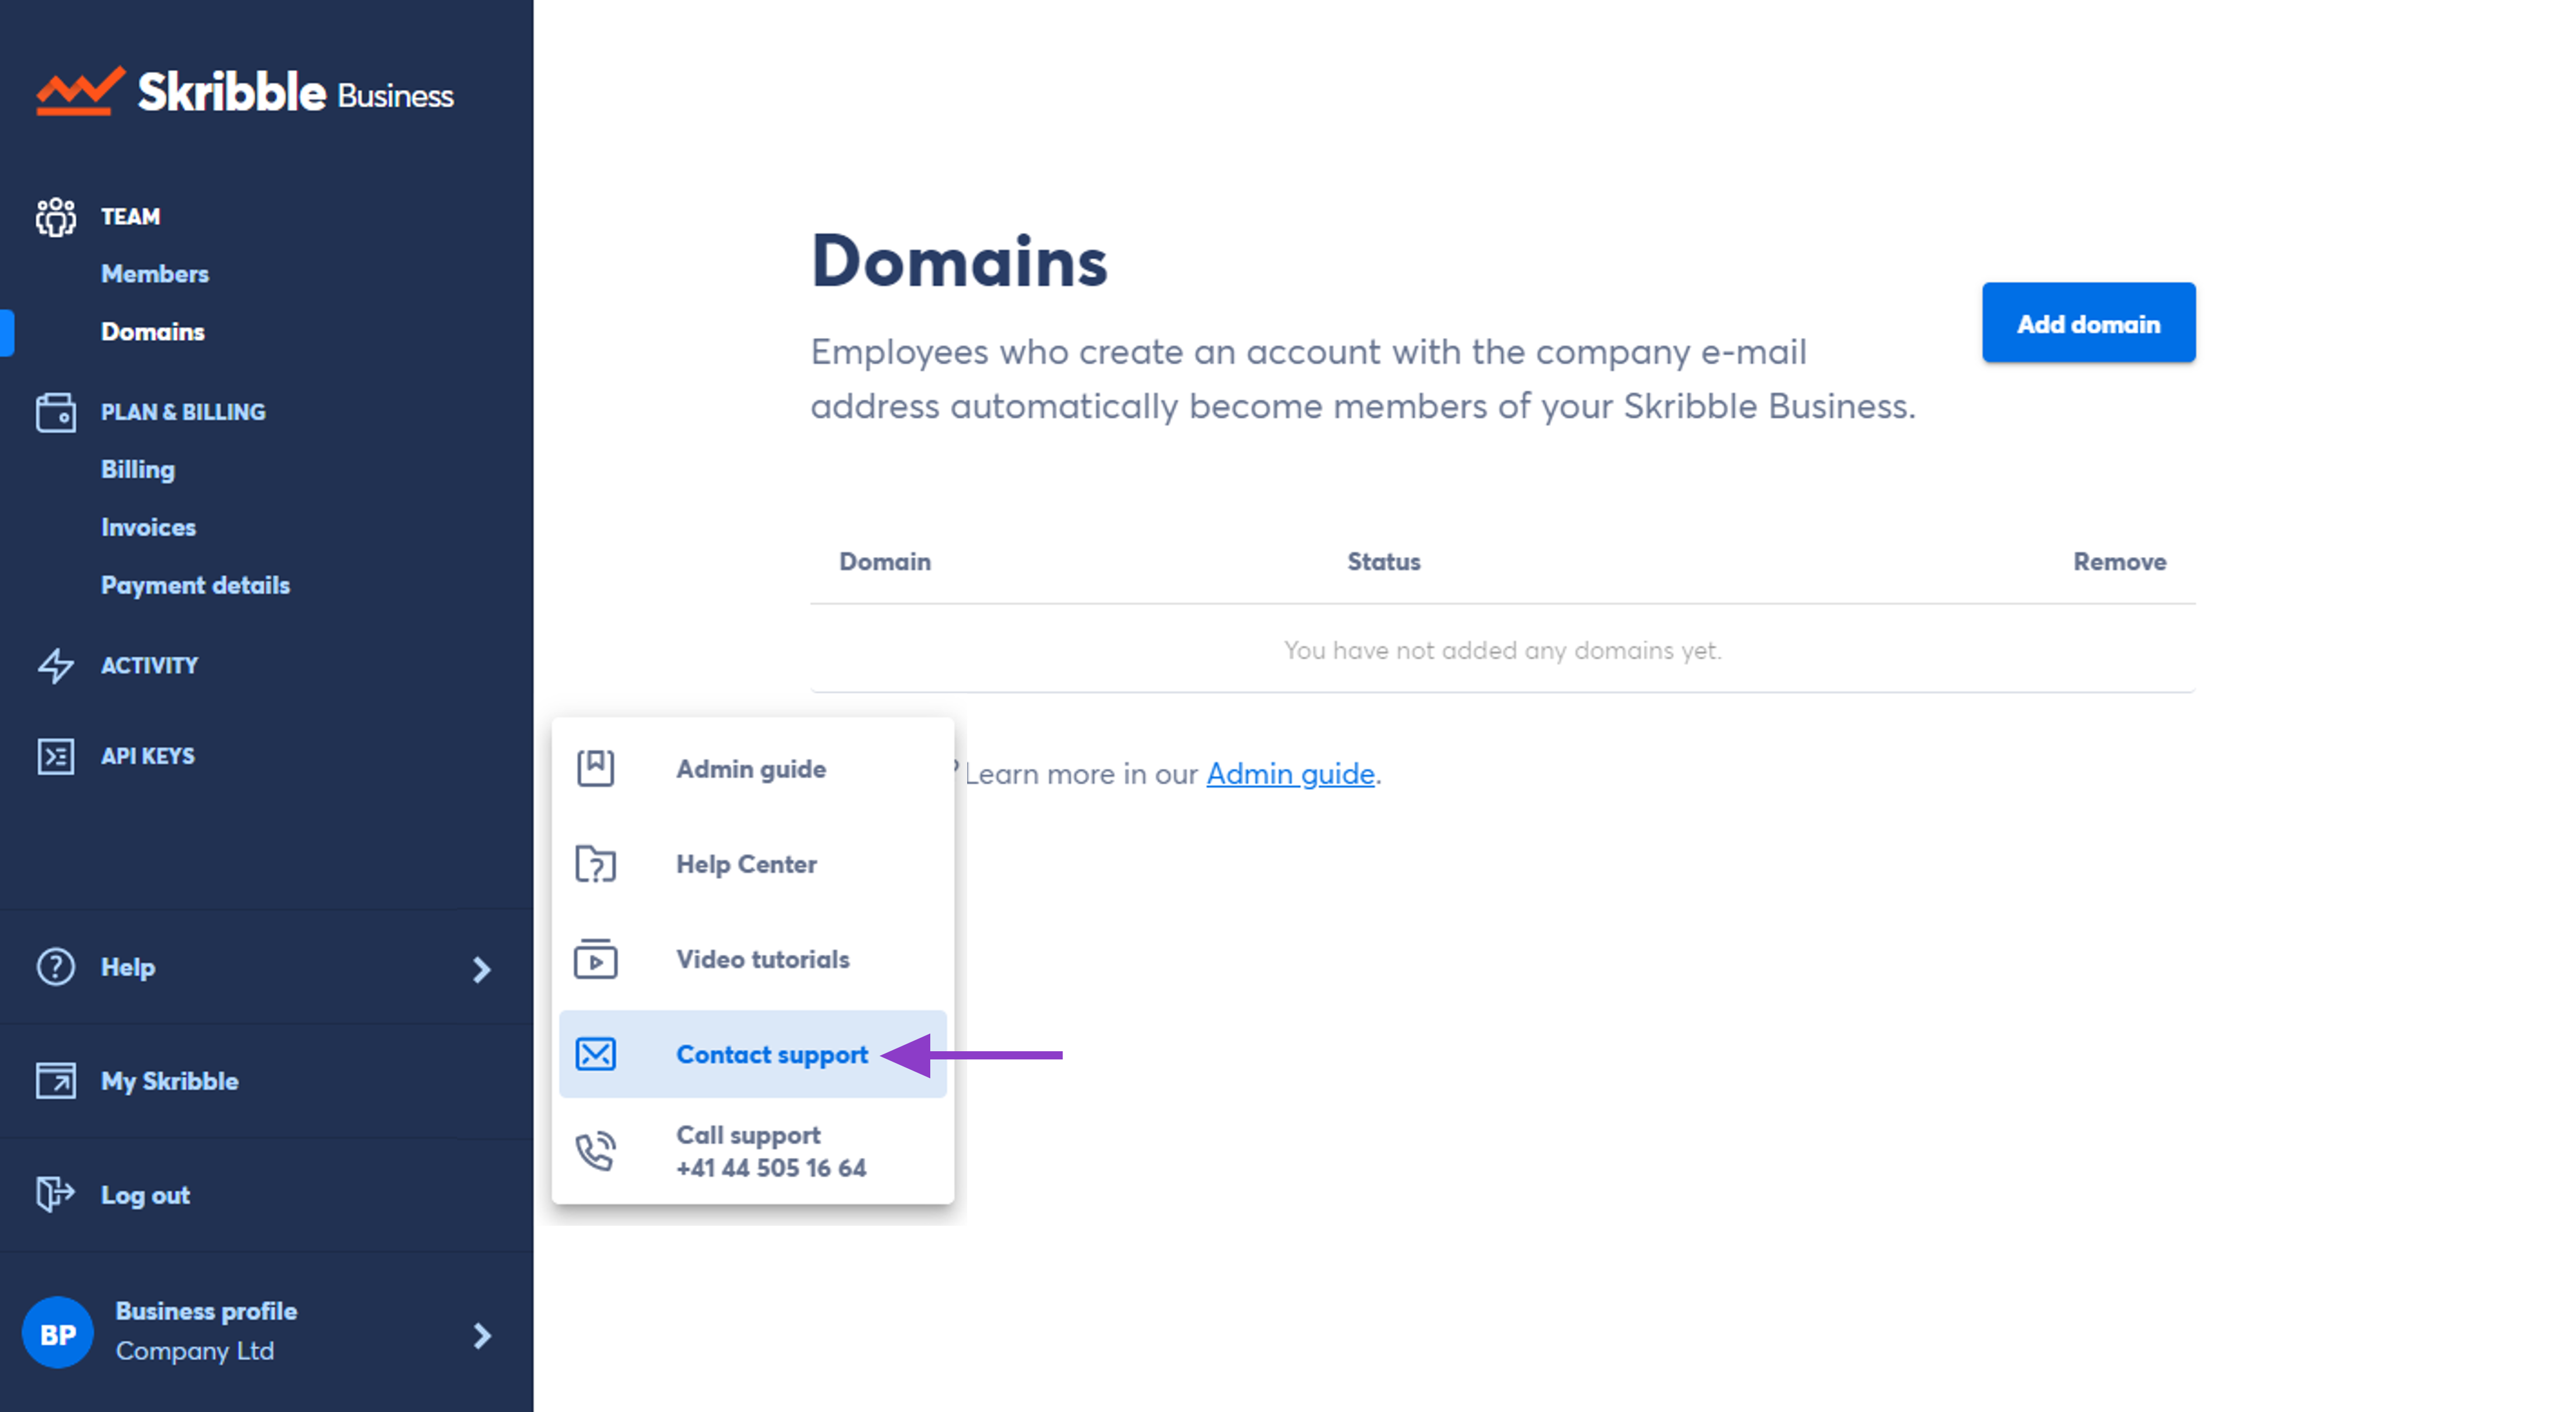 Skribble Business
TEAM
Members
Domains
PLAN & BILLING
Billing
Invoices
Payment details
ACTIVITY
API KEYS
Help
My Skribble
Log out
BP
Business profile
Company Ltd
Domains
Employees who create an account with the company e-mail
address automatically become members of your Skribble Business.
Add domain
Domain Status Remove
You have not added any domains yet.
? Learn more in our Admin guide.
Admin guide
Help Center
Video tutorials
Contact support
Call support
+41 44 505 16 64